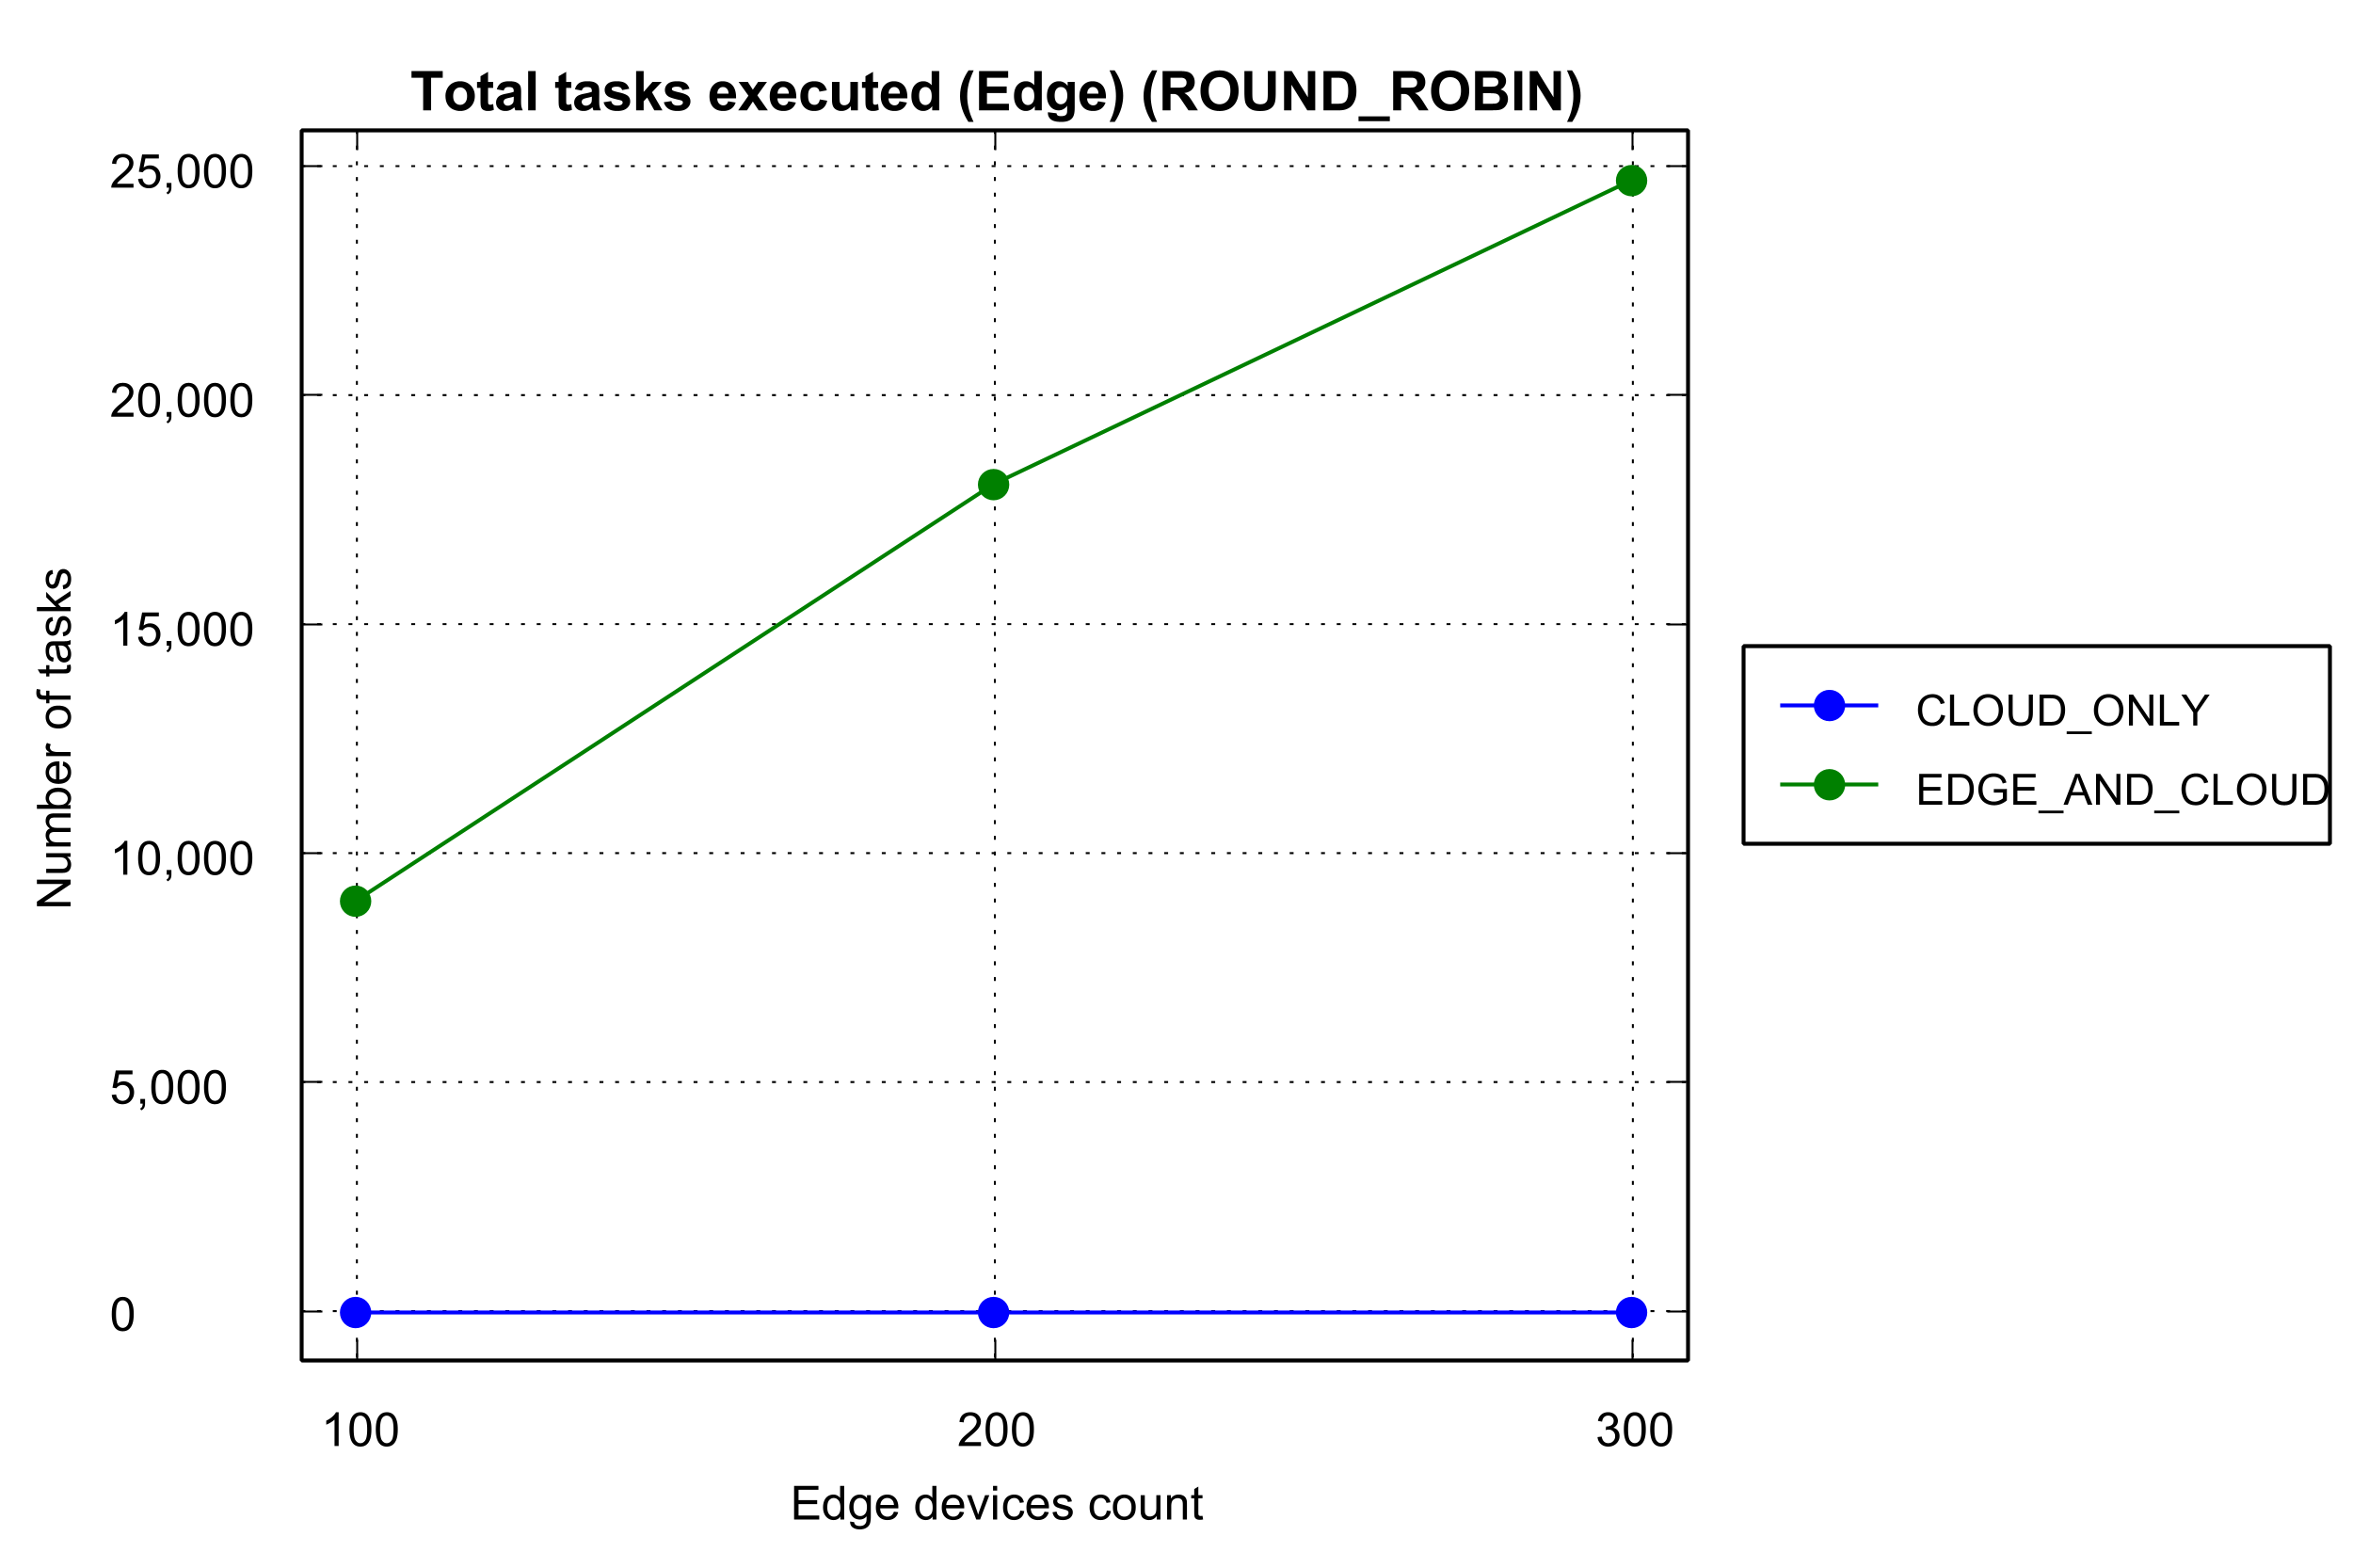 Total tasks executed (Edge) (ROUND_ROBIN)
25,000
20,000
15,000
10,000
5,000
0
Number of tasks
100
200
300
Edge devices count
CLOUD_ONLY
EDGE_AND_CLOUD